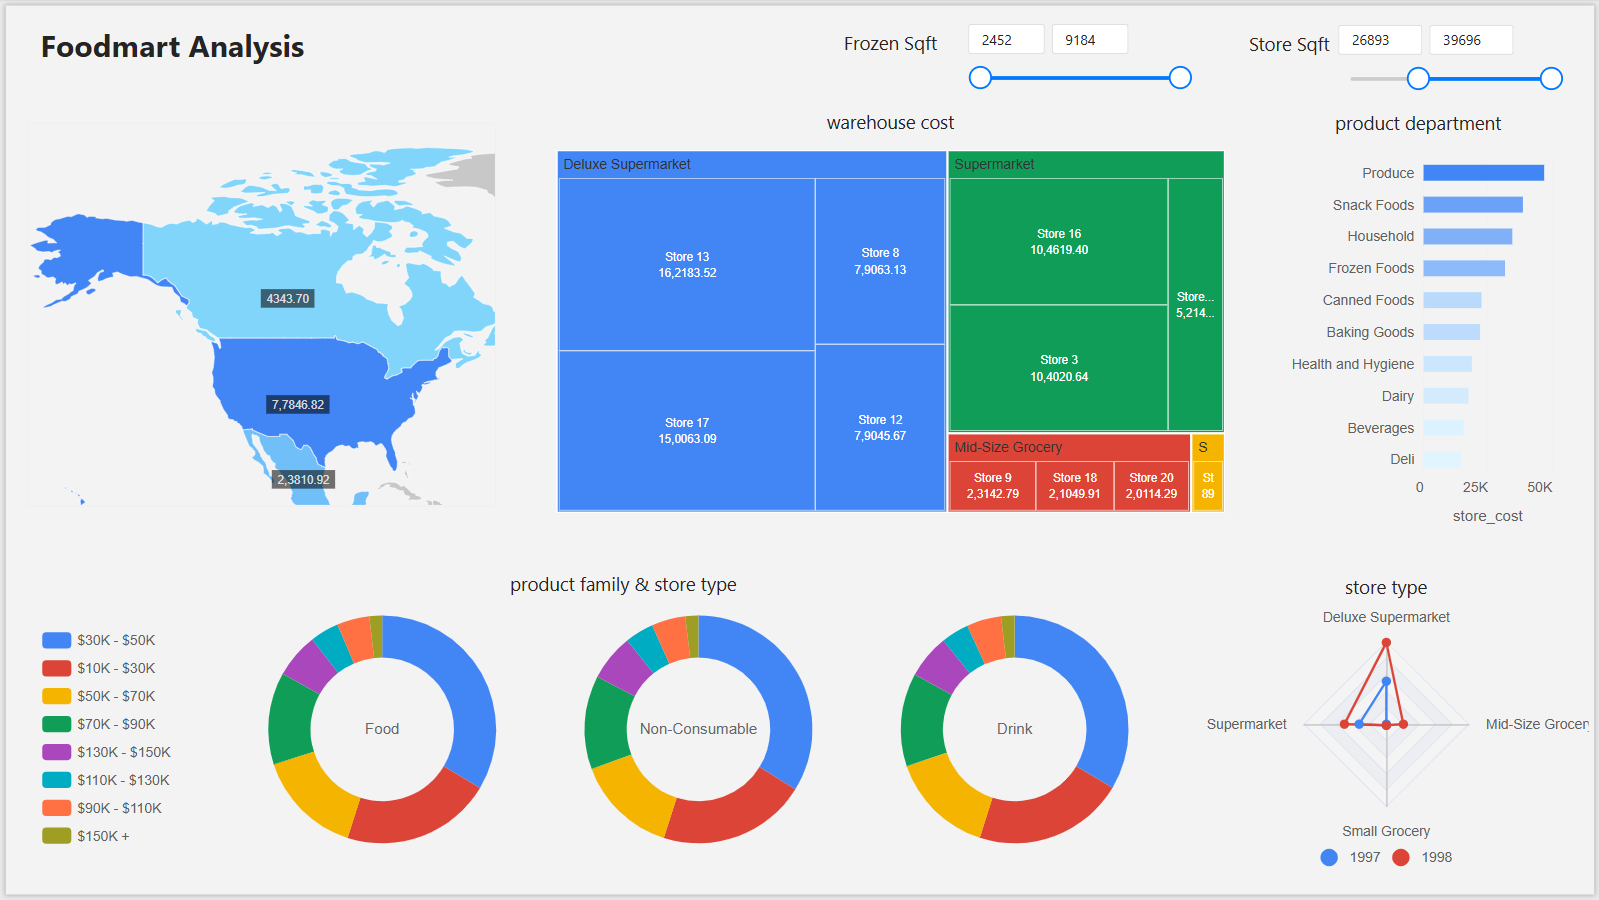 Foodmart Analysis
Frozen Sqft
2452
9184
Store Sqft
26893
39696
4343.70
7,7846.82
2,3810.92
warehouse cost
Deluxe Supermarket
Store 13
16,2183.52
Store 8
7,9063.13
Store 17
15,0063.09
Store 12
7,9045.67
Supermarket
Store 16
10,4619.40
Store 3
10,4020.64
Store...
5,214...
Mid-Size Grocery
Store 9
2,3142.79
Store 18
2,1049.91
Store 20
2,0114.29
S
St
89
product department
Produce
Snack Foods
Household
Frozen Foods
Canned Foods
Baking Goods
Health and Hygiene
Dairy
Beverages
Deli
0 25K 50K
store_cost
product family & store type
$30K - $50K
$10K - $30K
$50K - $70K
$70K - $90K
$130K - $150K
$110K - $130K
$90K - $110K
$150K +
Food
Non-Consumable
Drink
store type
Deluxe Supermarket
Supermarket
Mid-Size Grocer
Small Grocery
1997 1998